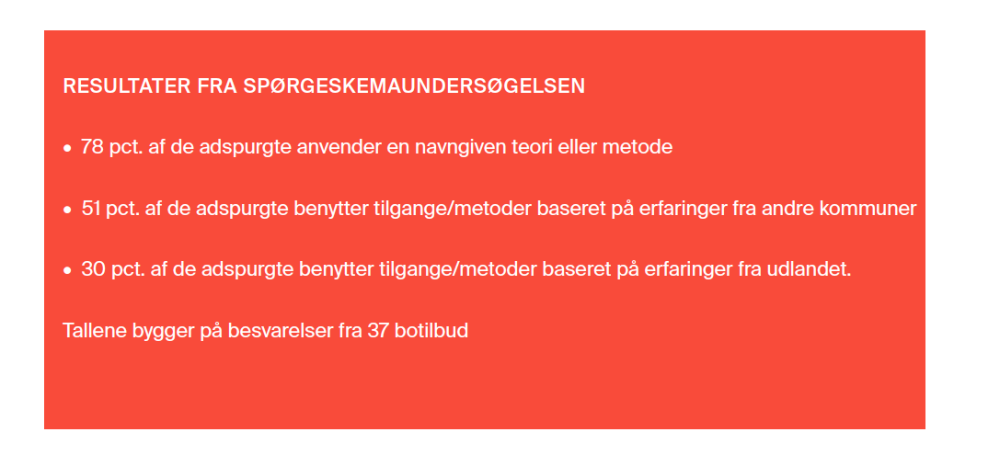 RESULTATER FRA SPØRGESKEMAUNDERSØGELSEN
• 78 pct. af de adspurgte anvender en navngiven teori eller metode
• 51 pct. af de adspurgte benytter tilgange/metoder baseret på erfaringer fra andre kommuner
• 30 pct. af de adspurgte benytter tilgange/metoder baseret på erfaringer fra udlandet.
Tallene bygger på besvarelser fra 37 botilbud